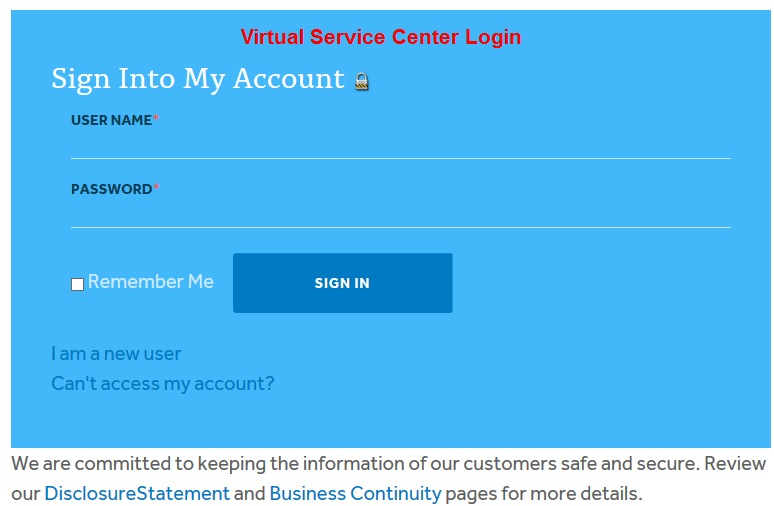 Virtual Service Center Login
Sign Into My Account
USER NAME*
PASSWORD*
Remember Me
SIGN IN
I am a new user
Can't access my account?
We are committed to keeping the information of our customers safe and secure. Review
our DisclosureStatement and Business Continuity pages for more details.